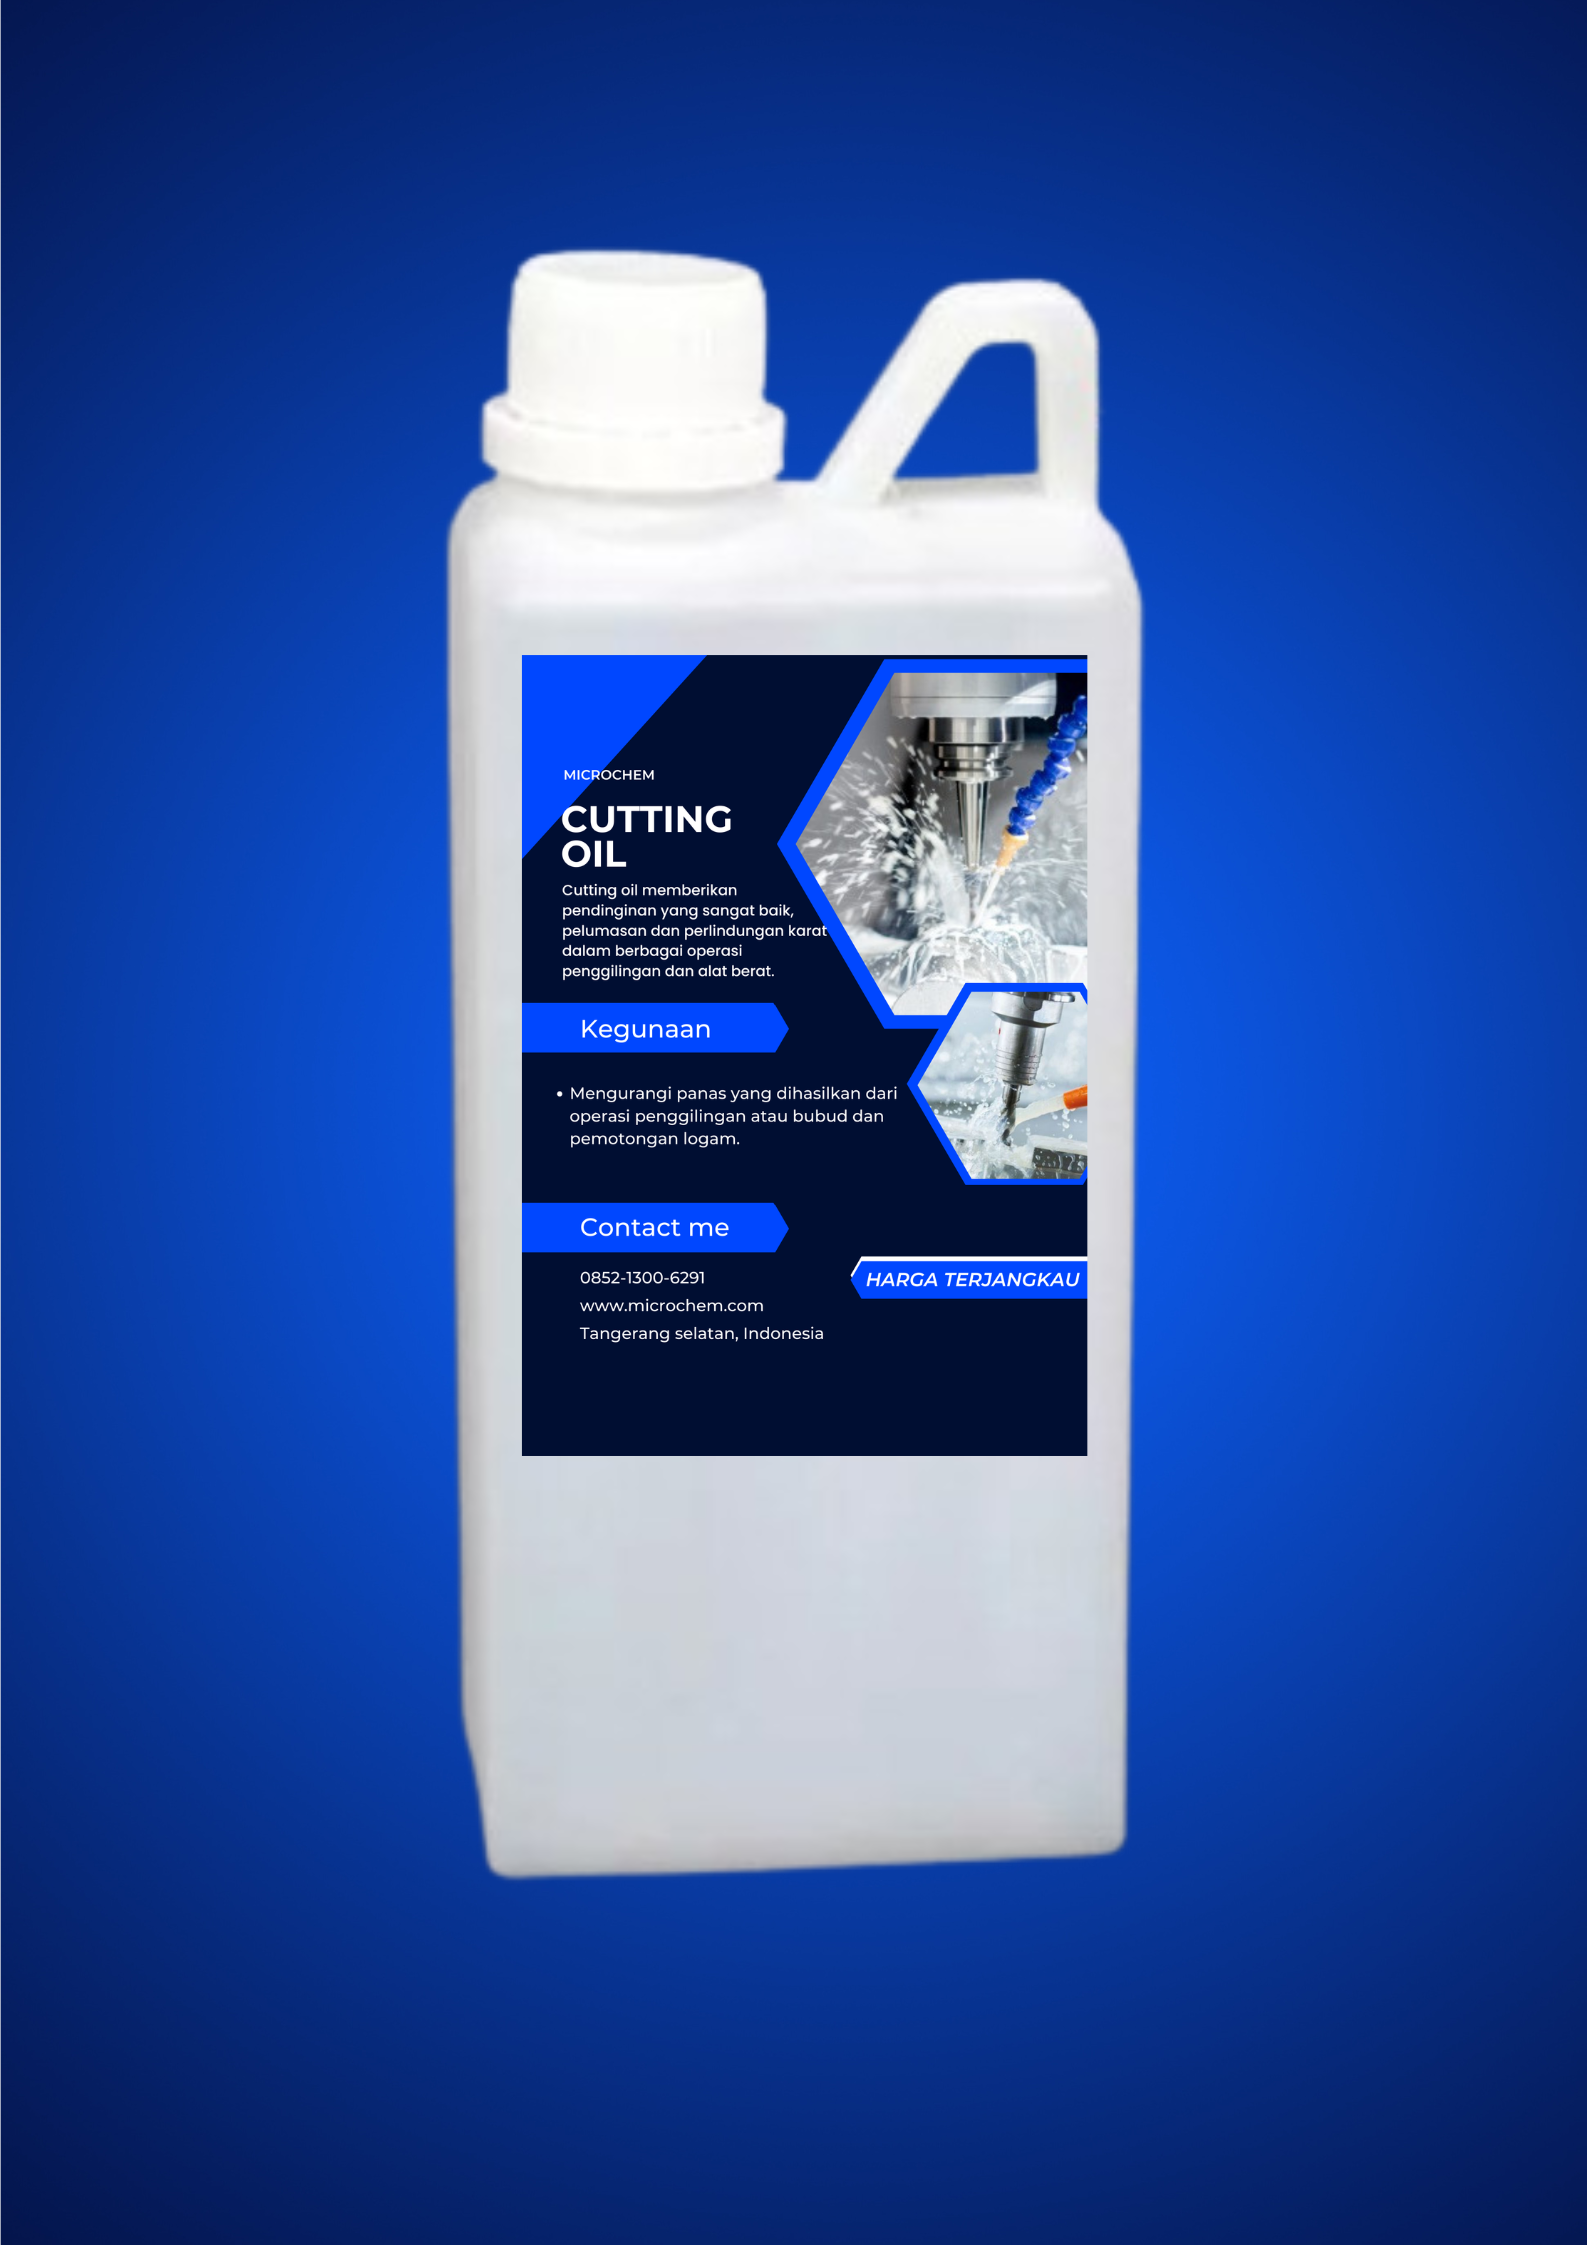 MICROCHEM
CUTTING
OIL
Cutting oil memberikan
pendinginan yang sangat baik,
pelumasan dan perlindungan karat
dalam berbagai operasi
penggilingan dan alat berat.
Kegunaan
• Mengurangi panas yang dihasilkan dari
operasi penggilingan atau bubud dan
pemotongan logam.
Contact me
0852-1300-6291
www.microchem.com
Tangerang selatan, Indonesia
HARGA TERJANGKAU